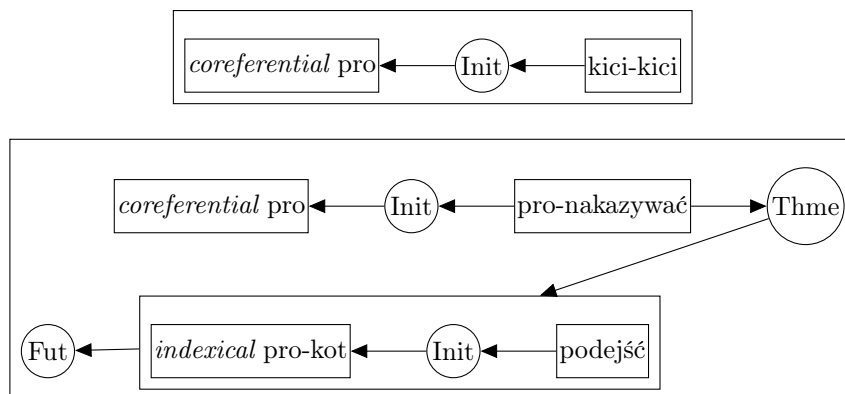 coreferential pro Init kici-kici
coreferential pro Init pro-nakazywać Thme
Fut indexical pro-kot Init podejść